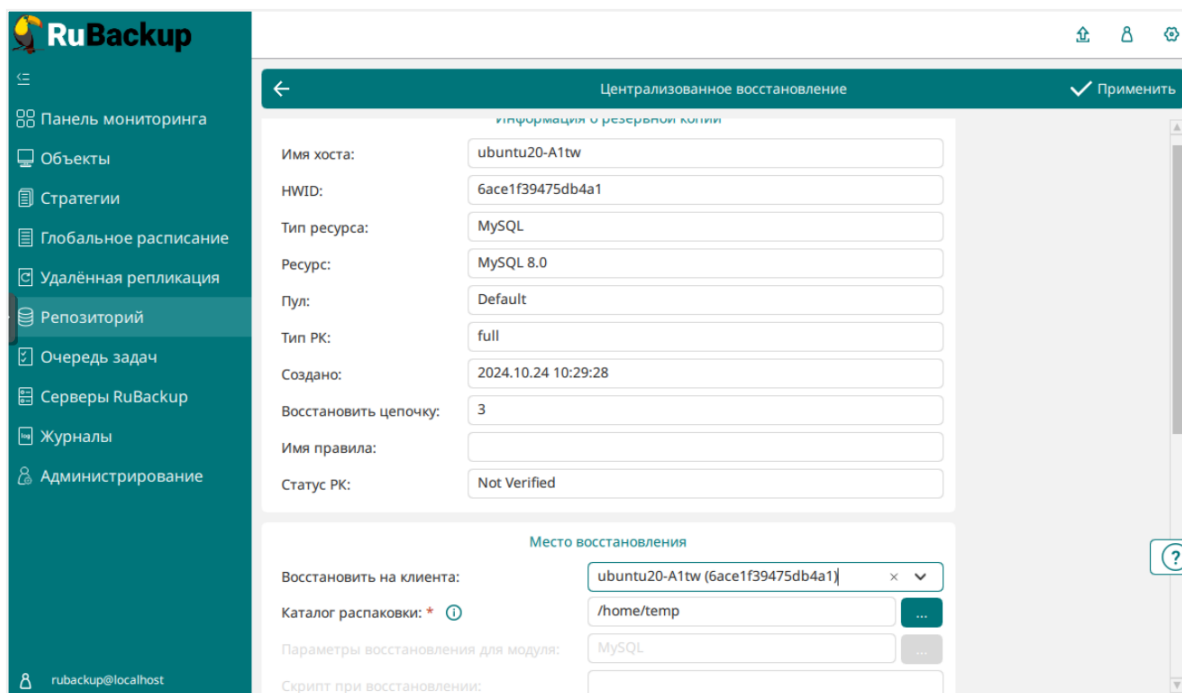 RuBackup
Централизованное восстановление
Применить
Панель мониторинга
Объекты
Стратегии
Глобальное расписание
Удалённая репликация
Репозиторий
Очередь задач
Серверы RuBackup
Журналы
Администрирование
rubackup@localhost
Информация о резервной копии
Имя хоста: ubuntu20-A1tw
HWID: 6ace1f39475db4a1
Тип ресурса: MySQL
Ресурс: MySQL 8.0
Пул: Default
Тип РК: full
Создано: 2024.10.24 10:29:28
Восстановить цепочку: 3
Имя правила:
Статус РК: Not Verified
Место восстановления
Восстановить на клиента: ubuntu20-A1tw (6ace1f39475db4a1)
Каталог распаковки: * /home/temp ...
Параметры восстановления для модуля: MySQL ...
Скрипт при восстановлении: